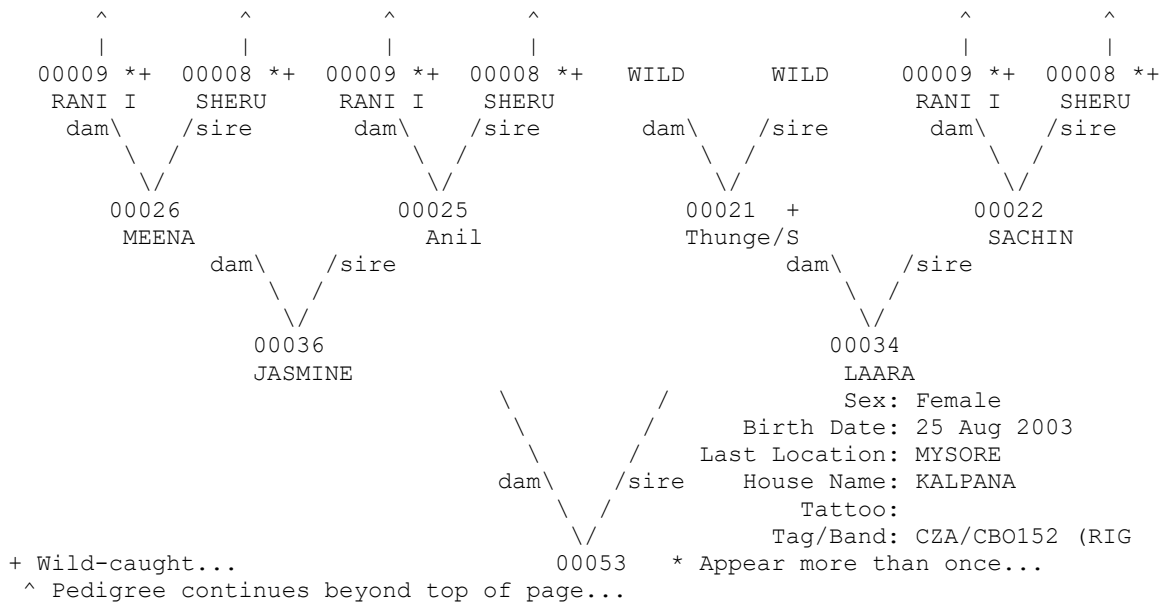 ^ ^ ^ ^ ^ ^
| | | | | |
00009 *+ 00008 *+ 00009 *+ 00008 *+ WILD WILD 00009 *+ 00008 *+
RANI I SHERU RANI I SHERU RANI I SHERU
dam\ /sire dam\ /sire dam\ /sire dam\ /sire
\ / \ / \ / \ /
\/ \/ \/ \/
00026 00025 00021 + 00022
MEENA Anil Thunge/S SACHIN
dam\ /sire dam\ /sire
\ / \ /
\/ \/
00036 00034
JASMINE LAARA
\ / Sex: Female
\ / Birth Date: 25 Aug 2003
\ / Last Location: MYSORE
dam\ /sire House Name: KALPANA
\ / Tattoo:
\/ Tag/Band: CZA/CBO152 (RIG
+ Wild-caught... 00053 * Appear more than once...
^ Pedigree continues beyond top of page...